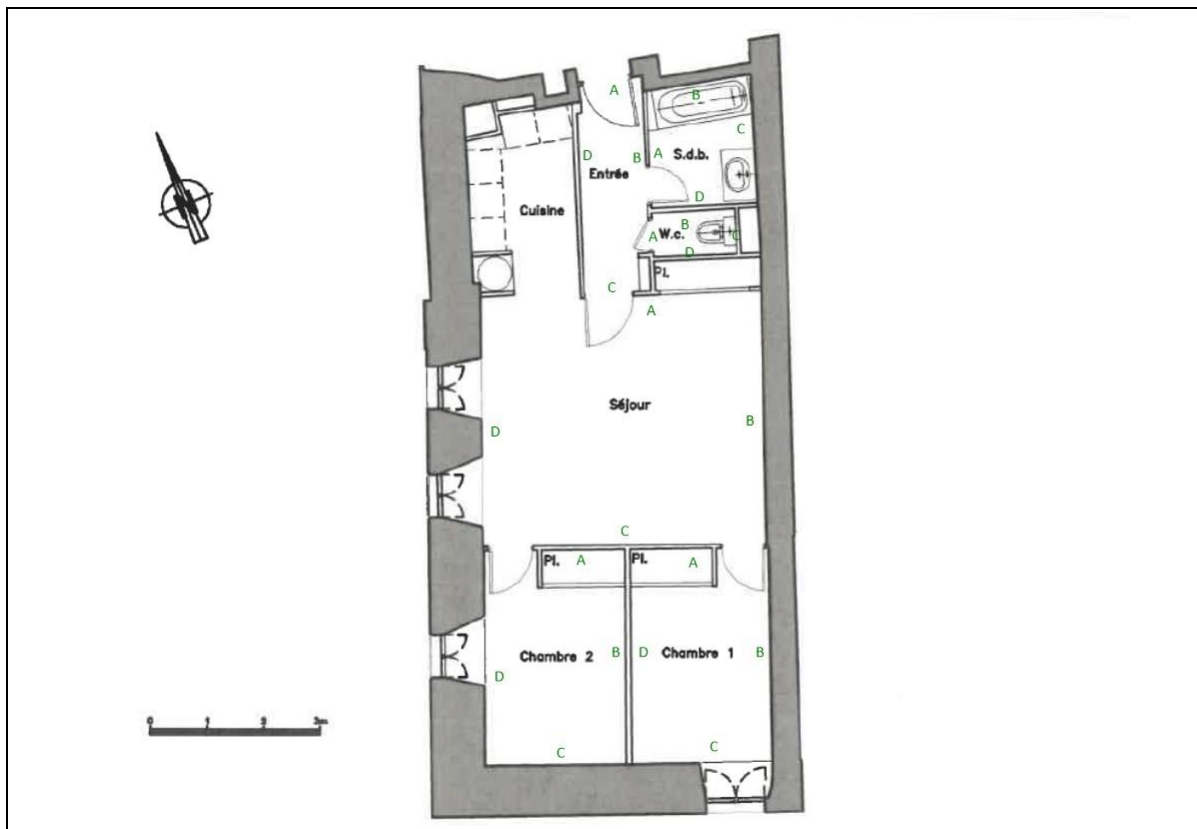 A
B
C
D
B
A
S.d.b.
Entrée
D
Cuisine
B
A
W.c.
C
D
Pl.
C
A
Séjour
B
D
C
Pl.
A
Pl.
A
Chambre 2
B
D
Chambre 1
B
D
C
C
0 1 2 3m